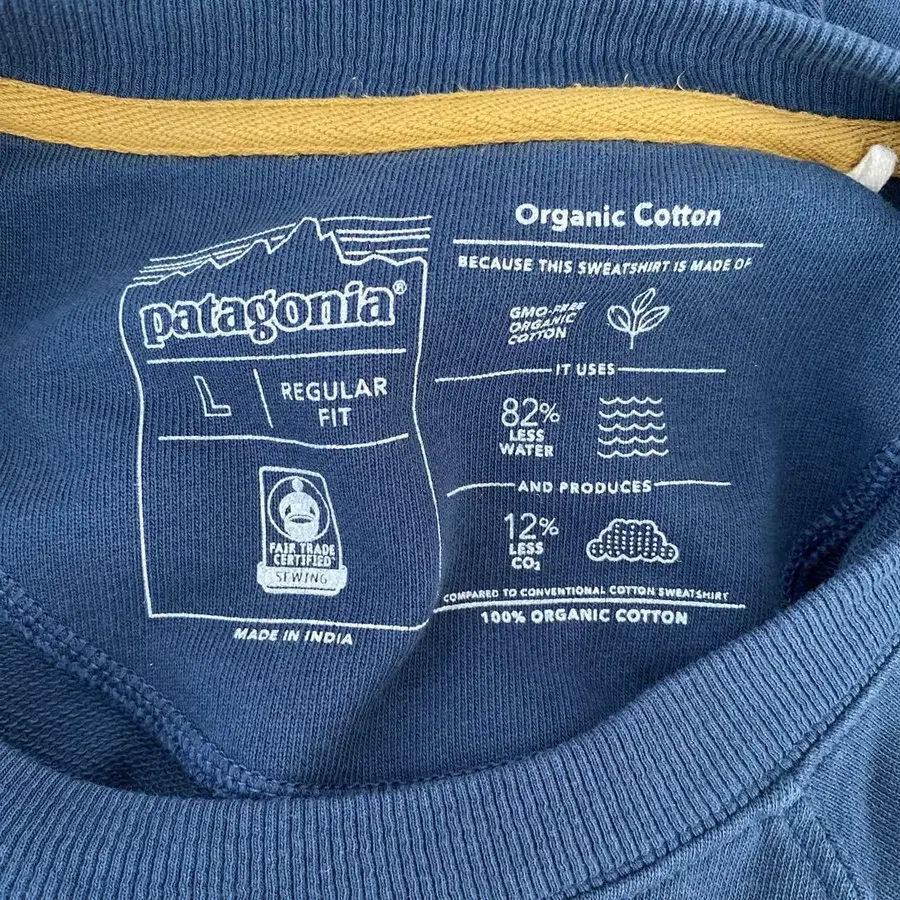 patagonia®
L
REGULAR
FIT
FAIR TRADE
CERTIFIED™
SEWING
MADE IN INDIA
Organic Cotton
BECAUSE THIS SWEATSHIRT IS MADE OF
GMO-FREE
ORGANIC
COTTON
IT USES
82%
LESS
WATER
AND PRODUCES
12%
LESS
CO₂
COMPARED TO CONVENTIONAL COTTON SWEATSHIRT
100% ORGANIC COTTON